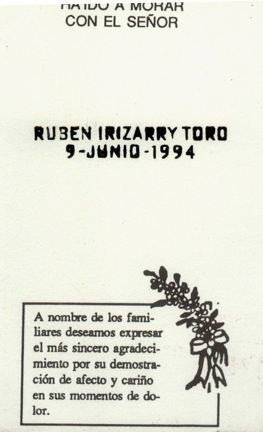 HA IDO A MORAR
CON EL SEÑOR
RUBEN IRIZARRY TORO
9-JUNIO-1994
A nombre de los fami-
liares deseamos expresar
el más sincero agradeci-
miento por su demostra-
ción de afecto y cariño
en sus momentos de do-
lor.